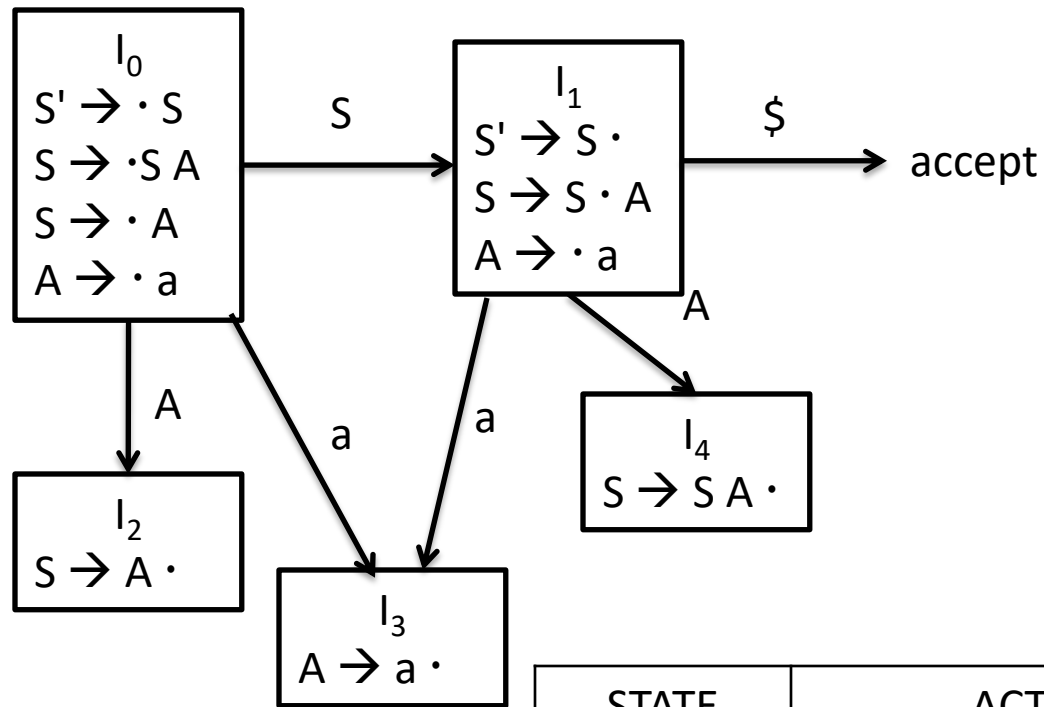 I₀
S' → · S
S → ·S A
S → · A
A → · a
S
I₁
S' → S ·
S → S · A
A → · a
$
accept
A
a
a
A
I₂
S → A ·
I₃
A → a ·
I₄
S → S A ·